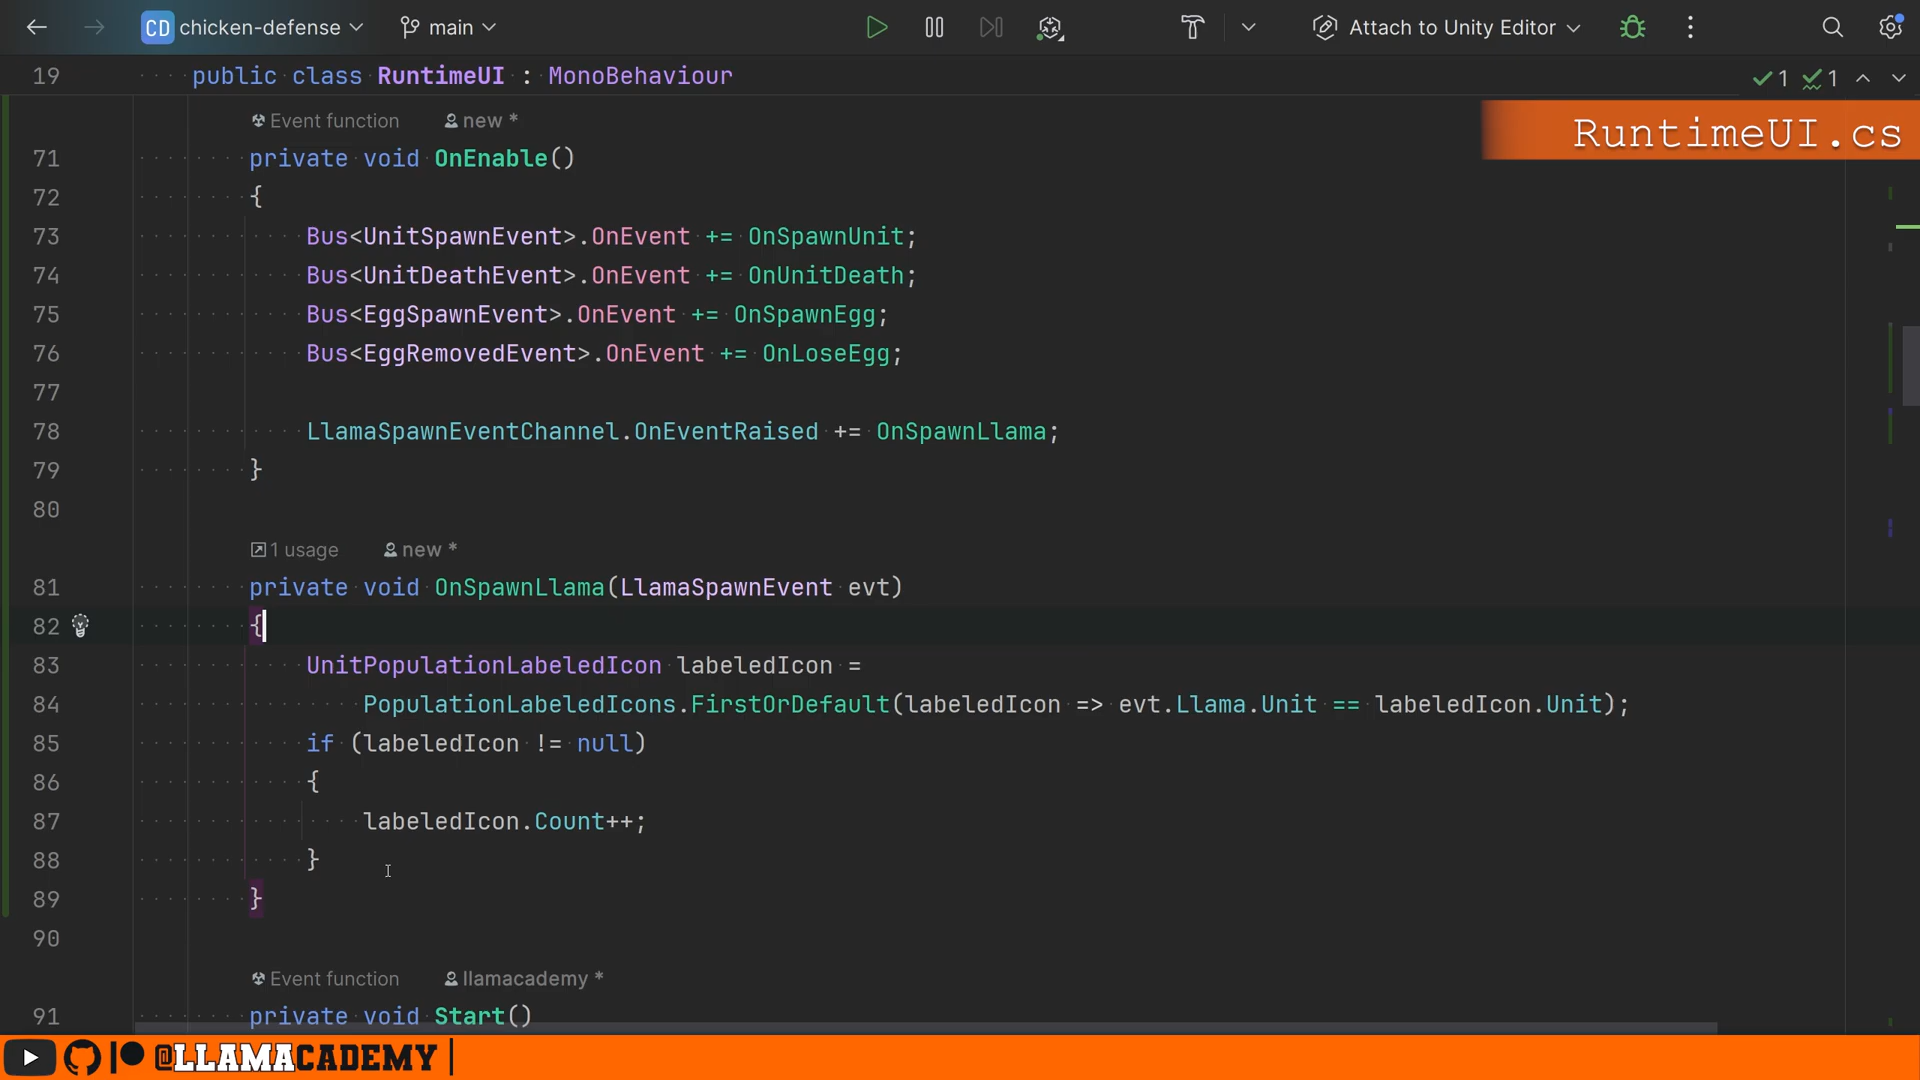 CD chicken-defense main Attach to Unity Editor
19 public class RuntimeUI : MonoBehaviour 1 1
RuntimeUI.cs
Event function new *
71 private void OnEnable()
72 {
73 Bus<UnitSpawnEvent>.OnEvent += OnSpawnUnit;
74 Bus<UnitDeathEvent>.OnEvent += OnUnitDeath;
75 Bus<EggSpawnEvent>.OnEvent += OnSpawnEgg;
76 Bus<EggRemovedEvent>.OnEvent += OnLoseEgg;
77
78 LlamaSpawnEventChannel.OnEventRaised += OnSpawnLlama;
79 }
80
1 usage new *
81 private void OnSpawnLlama(LlamaSpawnEvent evt)
82 {
83 UnitPopulationLabeledIcon labeledIcon =
84 PopulationLabeledIcons.FirstOrDefault(labeledIcon => evt.Llama.Unit == labeledIcon.Unit);
85 if (labeledIcon != null)
86 {
87 labeledIcon.Count++;
88 }
89 }
90
Event function llamacademy *
91 private void Start()
@LLAMACADEMY |